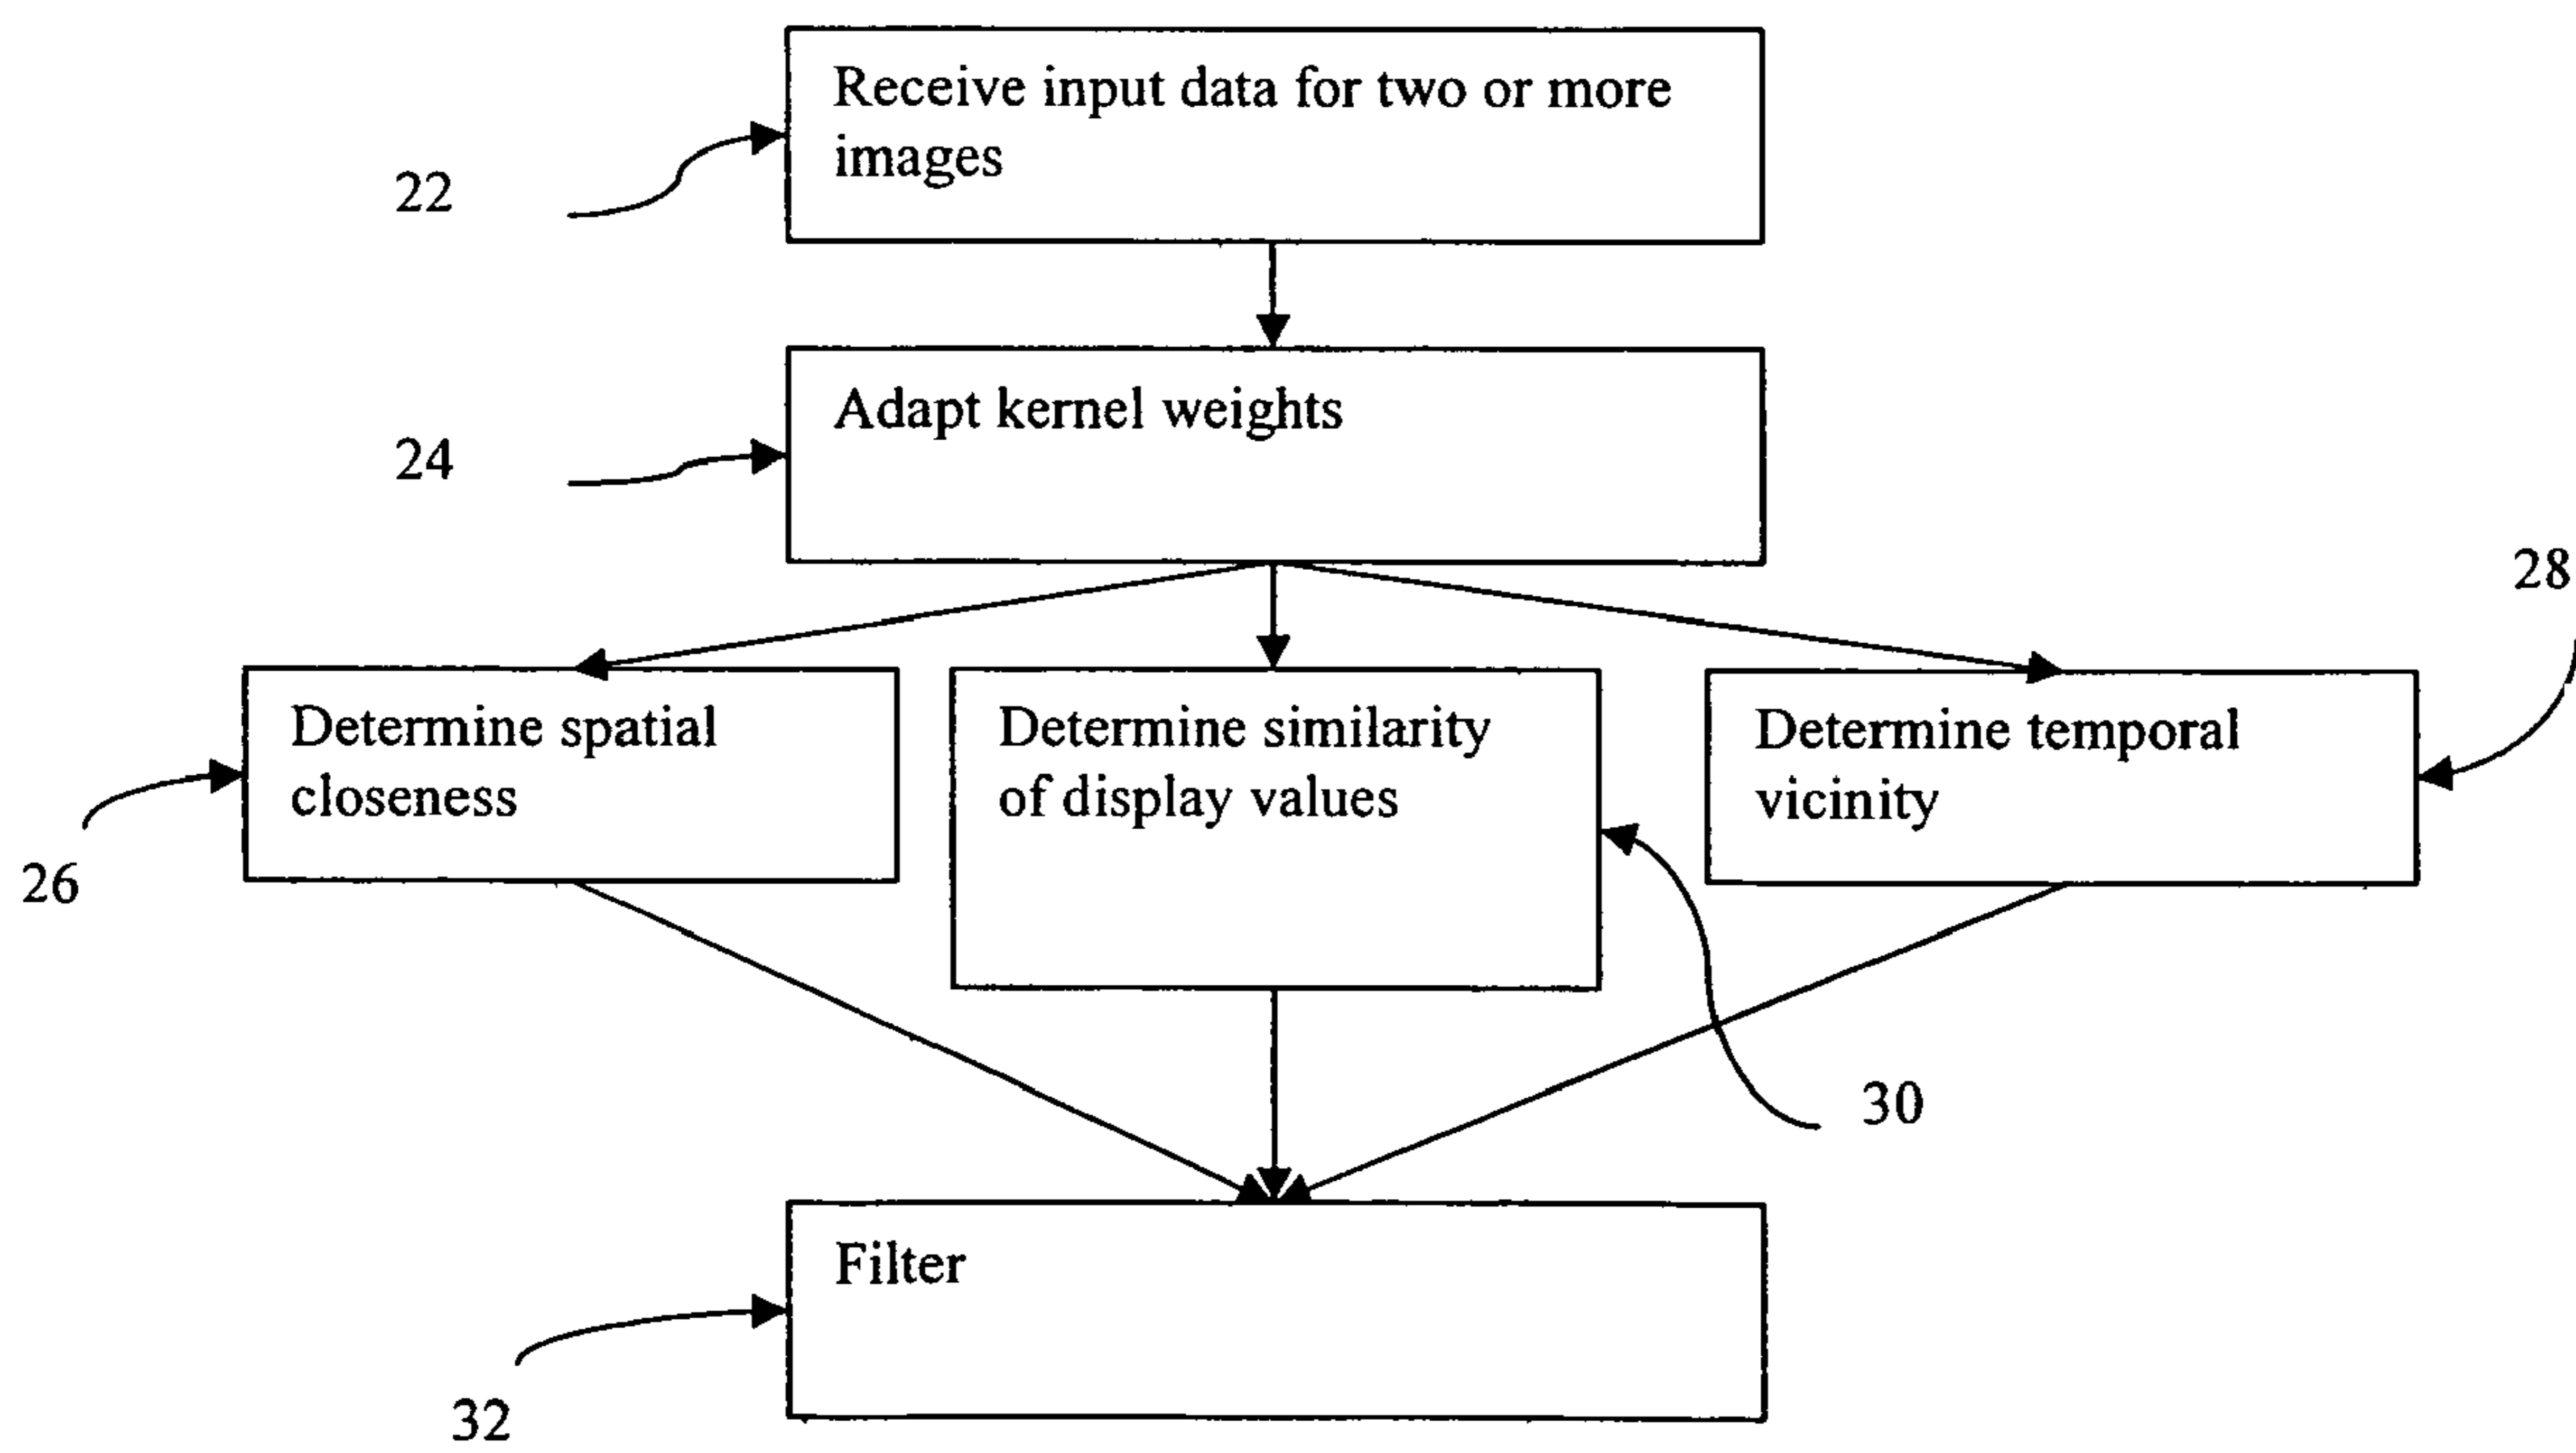 Receive input data for two or more
images
22
Adapt kernel weights
24
28
Determine spatial
closeness
Determine similarity
of display values
Determine temporal
vicinity
26
30
Filter
32